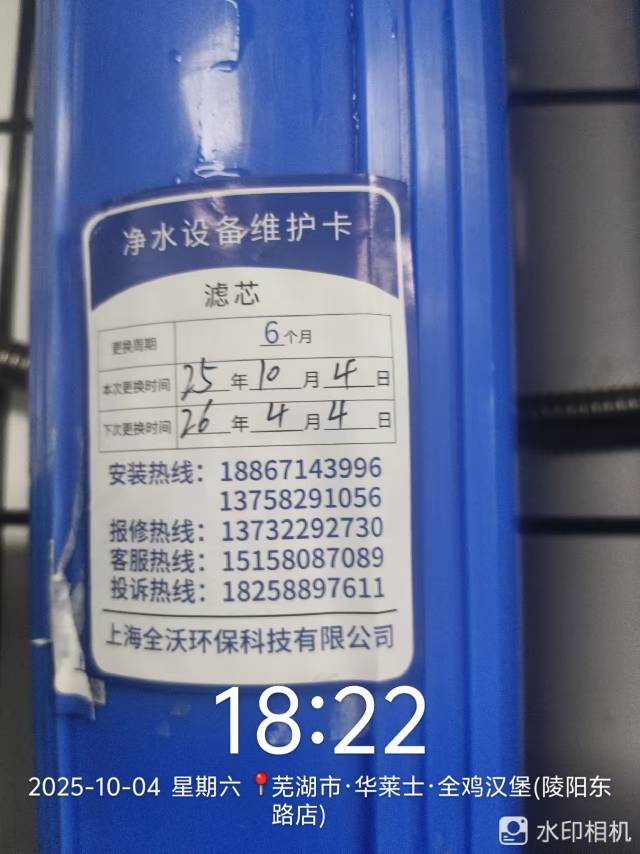 净水设备维护卡
滤芯
更换周期 6个月
本次更换时间 25年10月4日
下次更换时间 26年4月4日
安装热线：18867143996
13758291056
报修热线：13732292730
客服热线：15158087089
投诉热线：18258897611
上海全沃环保科技有限公司
18:22
2025-10-04 星期六 📍芜湖市·华莱士·全鸡汉堡(陵阳东
路店)
水印相机